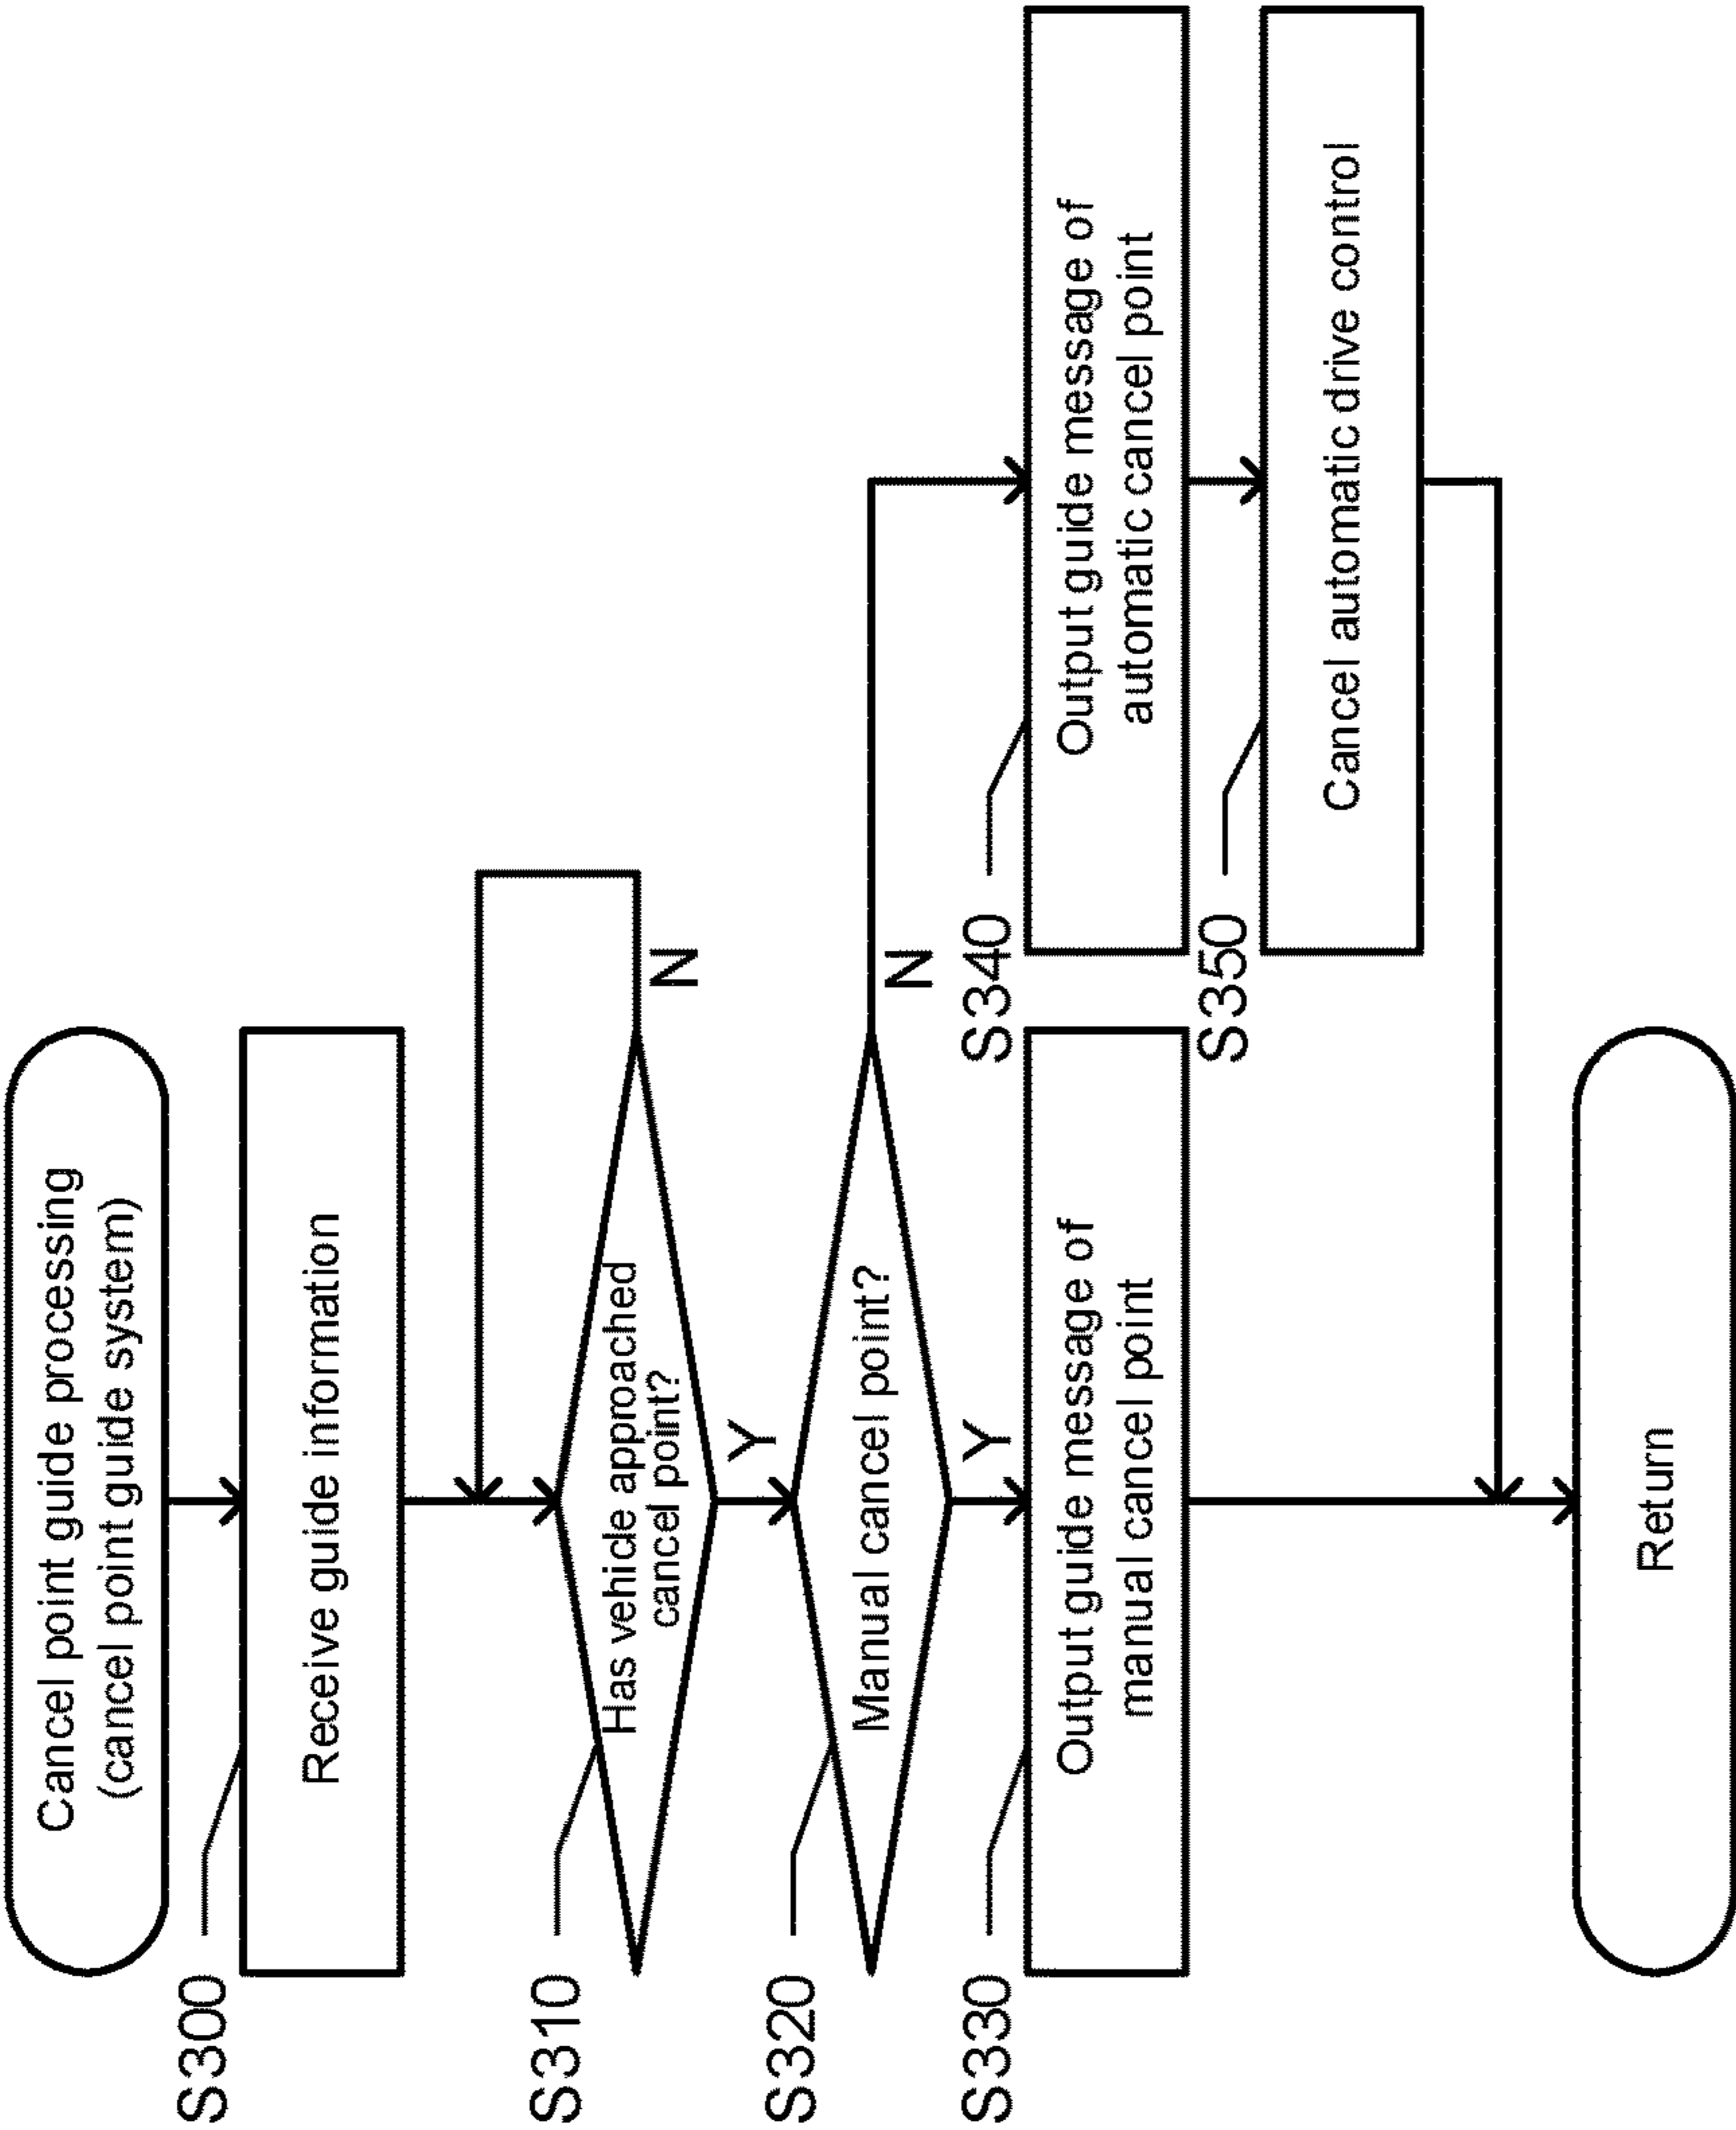 Cancel point guide processing
(cancel point guide system)
S300
Receive guide information
S310
Has vehicle approached
cancel point?
N
Y
S320
Manual cancel point?
N
Y
S330
Output guide message of
manual cancel point
S340
Output guide message of
automatic cancel point
S350
Cancel automatic drive control
Return